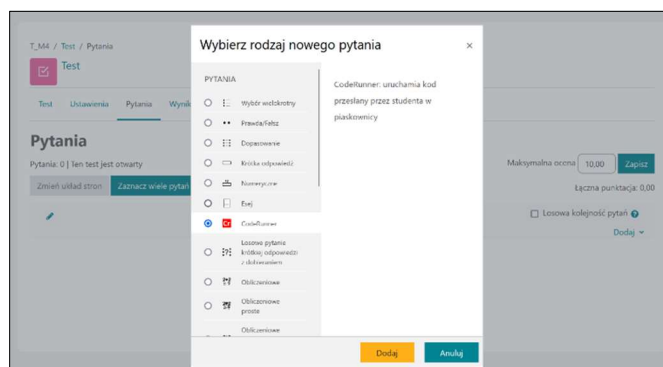 T_M4 / Test / Pytania
Test
Test Ustawienia Pytania Wynik
Pytania
Pytania: 0 | Ten test jest otwarty
Maksymalna ocena 10,00 Zapisz
Zmień układ stron Zaznacz wiele pytań
Łączna punktacja: 0,00
Losowa kolejność pytań
Dodaj
Wybierz rodzaj nowego pytania ×
PYTANIA
Wybór wielokrotny
Prawda/Fałsz
Dopasowanie
Krótka odpowiedź
Numeryczne
Esej
Cr CodeRunner
Losowe pytania
krótkiej odpowiedzi
z dobieraniem
Obliczeniowe
Obliczeniowe
proste
Obliczeniowe
CodeRunner: uruchamia kod
przesłany przez studenta w
piaskownicy
Dodaj Anuluj